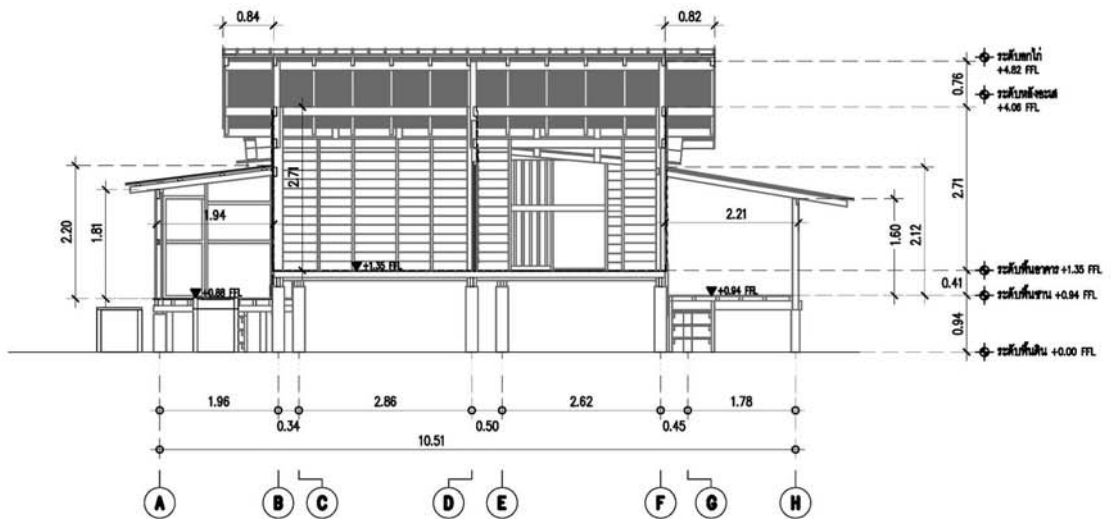 0.84
0.82
ระดับอกไก่
+4.82 FFL
0.76
ระดับหลังอะเส
+4.06 FFL
2.71
2.71
2.20
1.81
1.94
2.21
1.60
2.12
+1.35 FFL
ระดับพื้นอาคาร +1.35 FFL
0.41
+0.88 FFL
+0.94 FFL
ระดับพื้นชาน +0.94 FFL
0.94
ระดับพื้นดิน +0.00 FFL
1.96
2.86
2.62
1.78
0.34
0.50
0.45
10.51
A
B
C
D
E
F
G
H